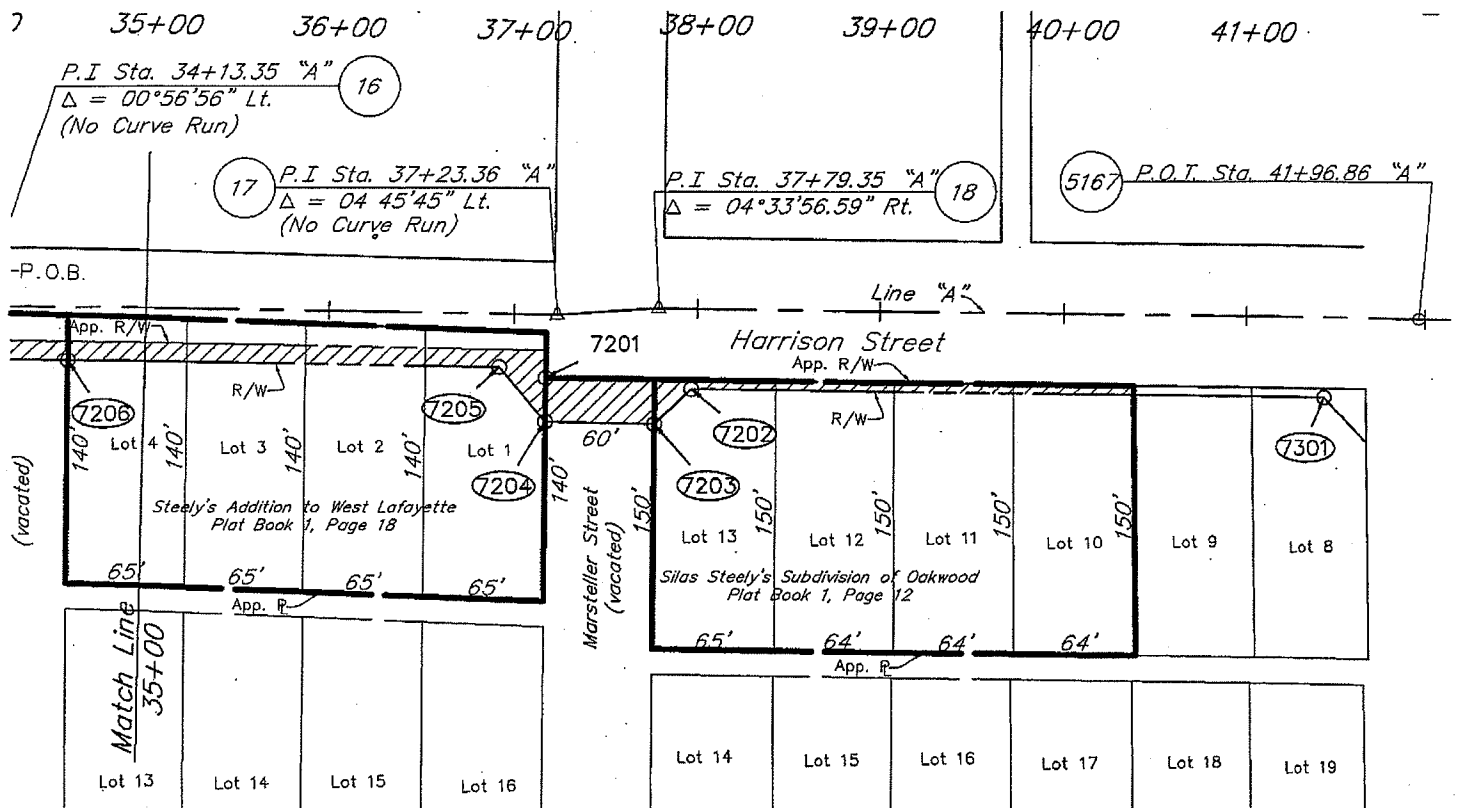 35+00 36+00 37+00 38+00 39+00 40+00 41+00
P.I Sta. 34+13.35 "A"
Δ = 00°56'56" Lt.
(No Curve Run)
16
17
P.I Sta. 37+23.36 "A"
Δ = 04 45'45" Lt.
(No Curve Run)
P.I Sta. 37+79.35 "A"
Δ = 04°33'56.59" Rt.
18
5167
P.O.T. Sta. 41+96.86 "A"
-P.O.B.
Line "A"
App. R/W
7201
Harrison Street
App. R/W
R/W
R/W
7206
7205
7202
7301
60'
140'
Lot 4
140'
Lot 3
140'
Lot 2
140'
Lot 1
7204
140'
7203
(vacated)
Steely's Addition to West Lafayette
Plat Book 1, Page 18
Marsteller Street
(vacated)
150'
Lot 13
150'
Lot 12
150'
Lot 11
150'
Lot 10
150'
Lot 9
Lot 8
Silas Steely's Subdivision of Oakwood
Plat Book 1, Page 12
65' 65' 65' 65'
App. ⅊
65' 64' 64' 64'
App. ⅊
Match Line
35+00
Lot 13 Lot 14 Lot 15 Lot 16
Lot 14 Lot 15 Lot 16 Lot 17 Lot 18 Lot 19